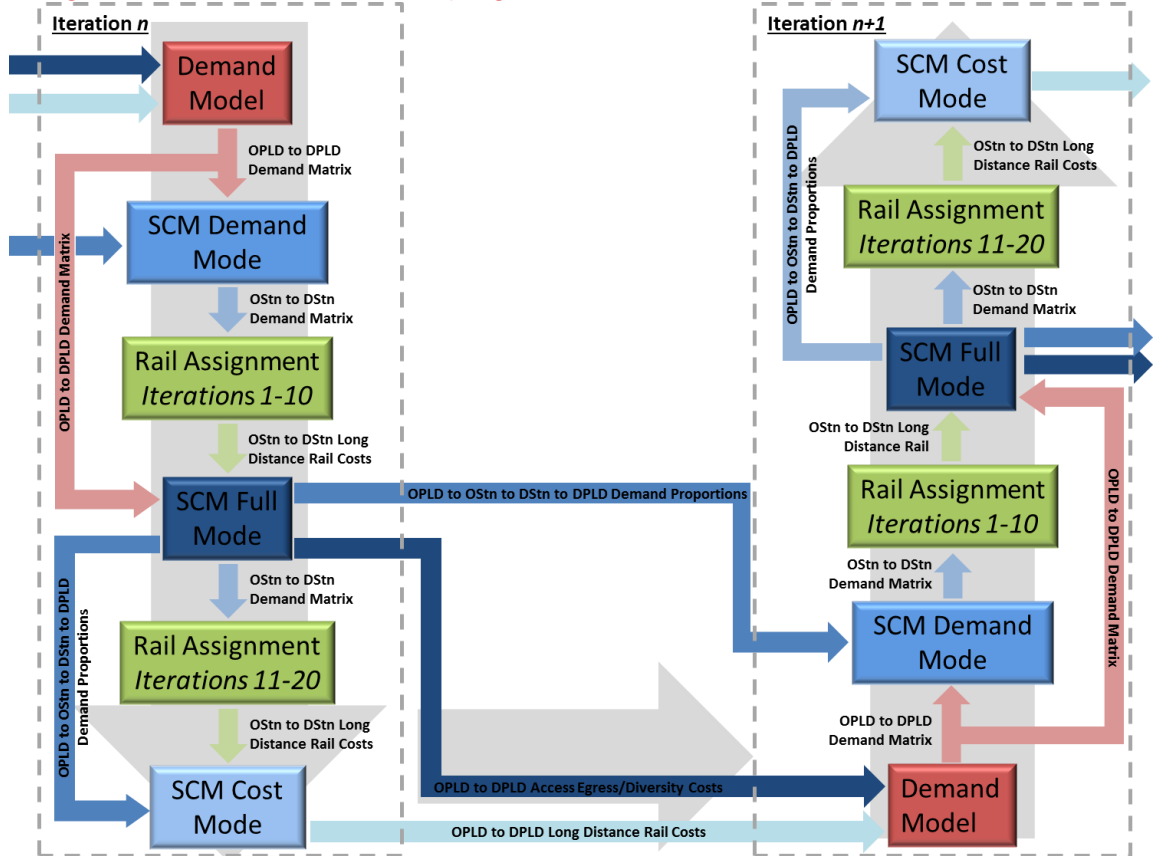 Iteration n
Demand
Model
OPLD to DPLD
Demand Matrix
OPLD to DPLD Demand Matrix
SCM Demand
Mode
OStn to DStn
Demand Matrix
Rail Assignment
Iterations 1-10
OStn to DStn Long
Distance Rail Costs
SCM Full
Mode
OStn to DStn
Demand Matrix
OPLD to OStn to DStn to DPLD
Demand Proportions
Rail Assignment
Iterations 11-20
OStn to DStn Long
Distance Rail Costs
SCM Cost
Mode
OPLD to OStn to DStn to DPLD Demand Proportions
OPLD to DPLD Access Egress/Diversity Costs
OPLD to DPLD Long Distance Rail Costs
Iteration n+1
SCM Cost
Mode
OPLD to OStn to DStn to DPLD
Demand Proportions
OStn to DStn Long
Distance Rail Costs
Rail Assignment
Iterations 11-20
OStn to DStn
Demand Matrix
SCM Full
Mode
OStn to DStn Long
Distance Rail
Rail Assignment
Iterations 1-10
OPLD to DPLD Demand Matrix
OStn to DStn
Demand Matrix
SCM Demand
Mode
OPLD to DPLD
Demand Matrix
Demand
Model